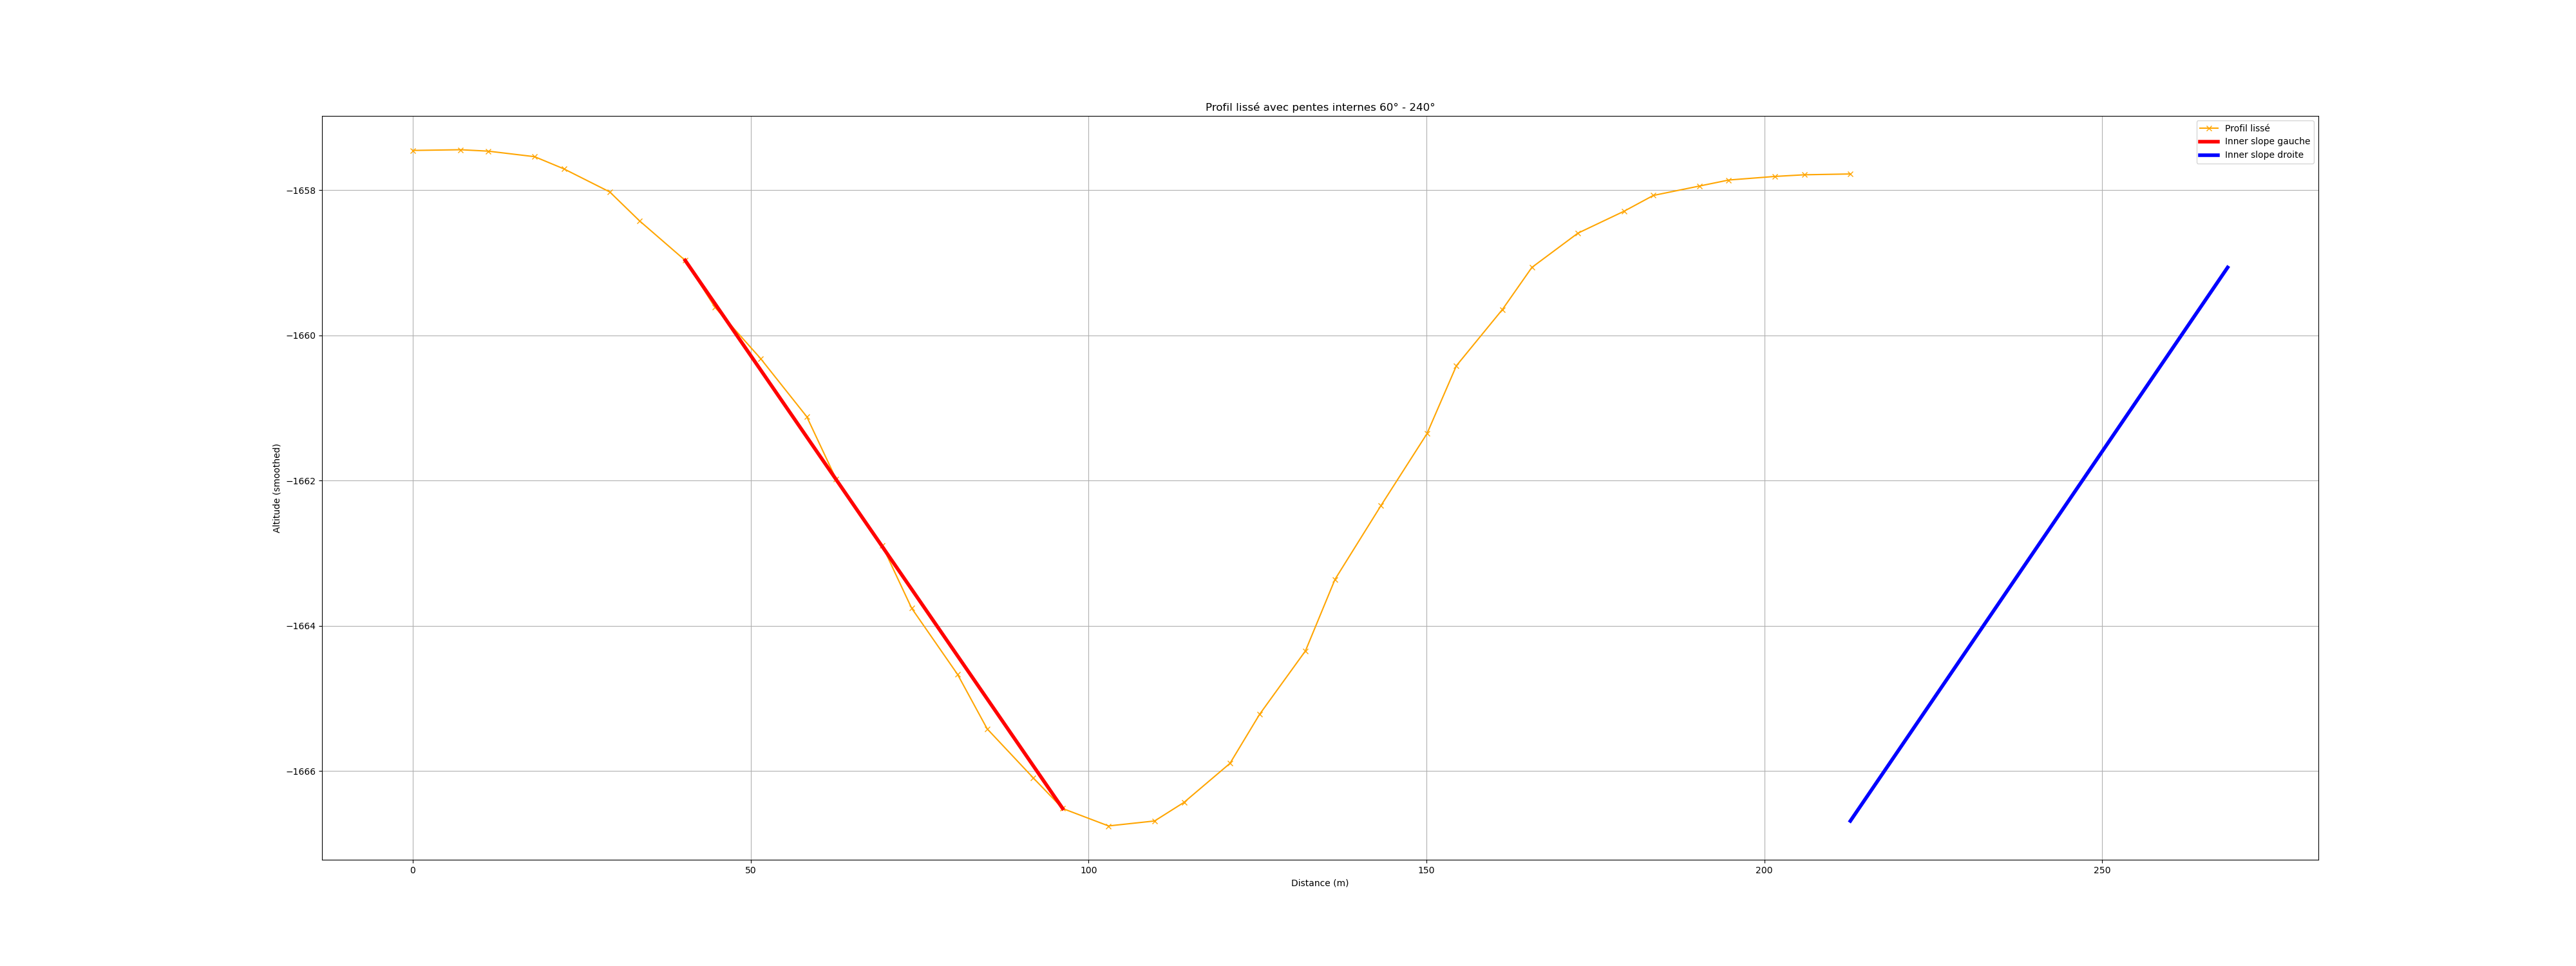 Profil lissé avec pentes internes 60° - 240°
Profil lissé
Inner slope gauche
Inner slope droite
Altitude (smoothed)
−1658
−1660
−1662
−1664
−1666
0 50 100 150 200 250
Distance (m)